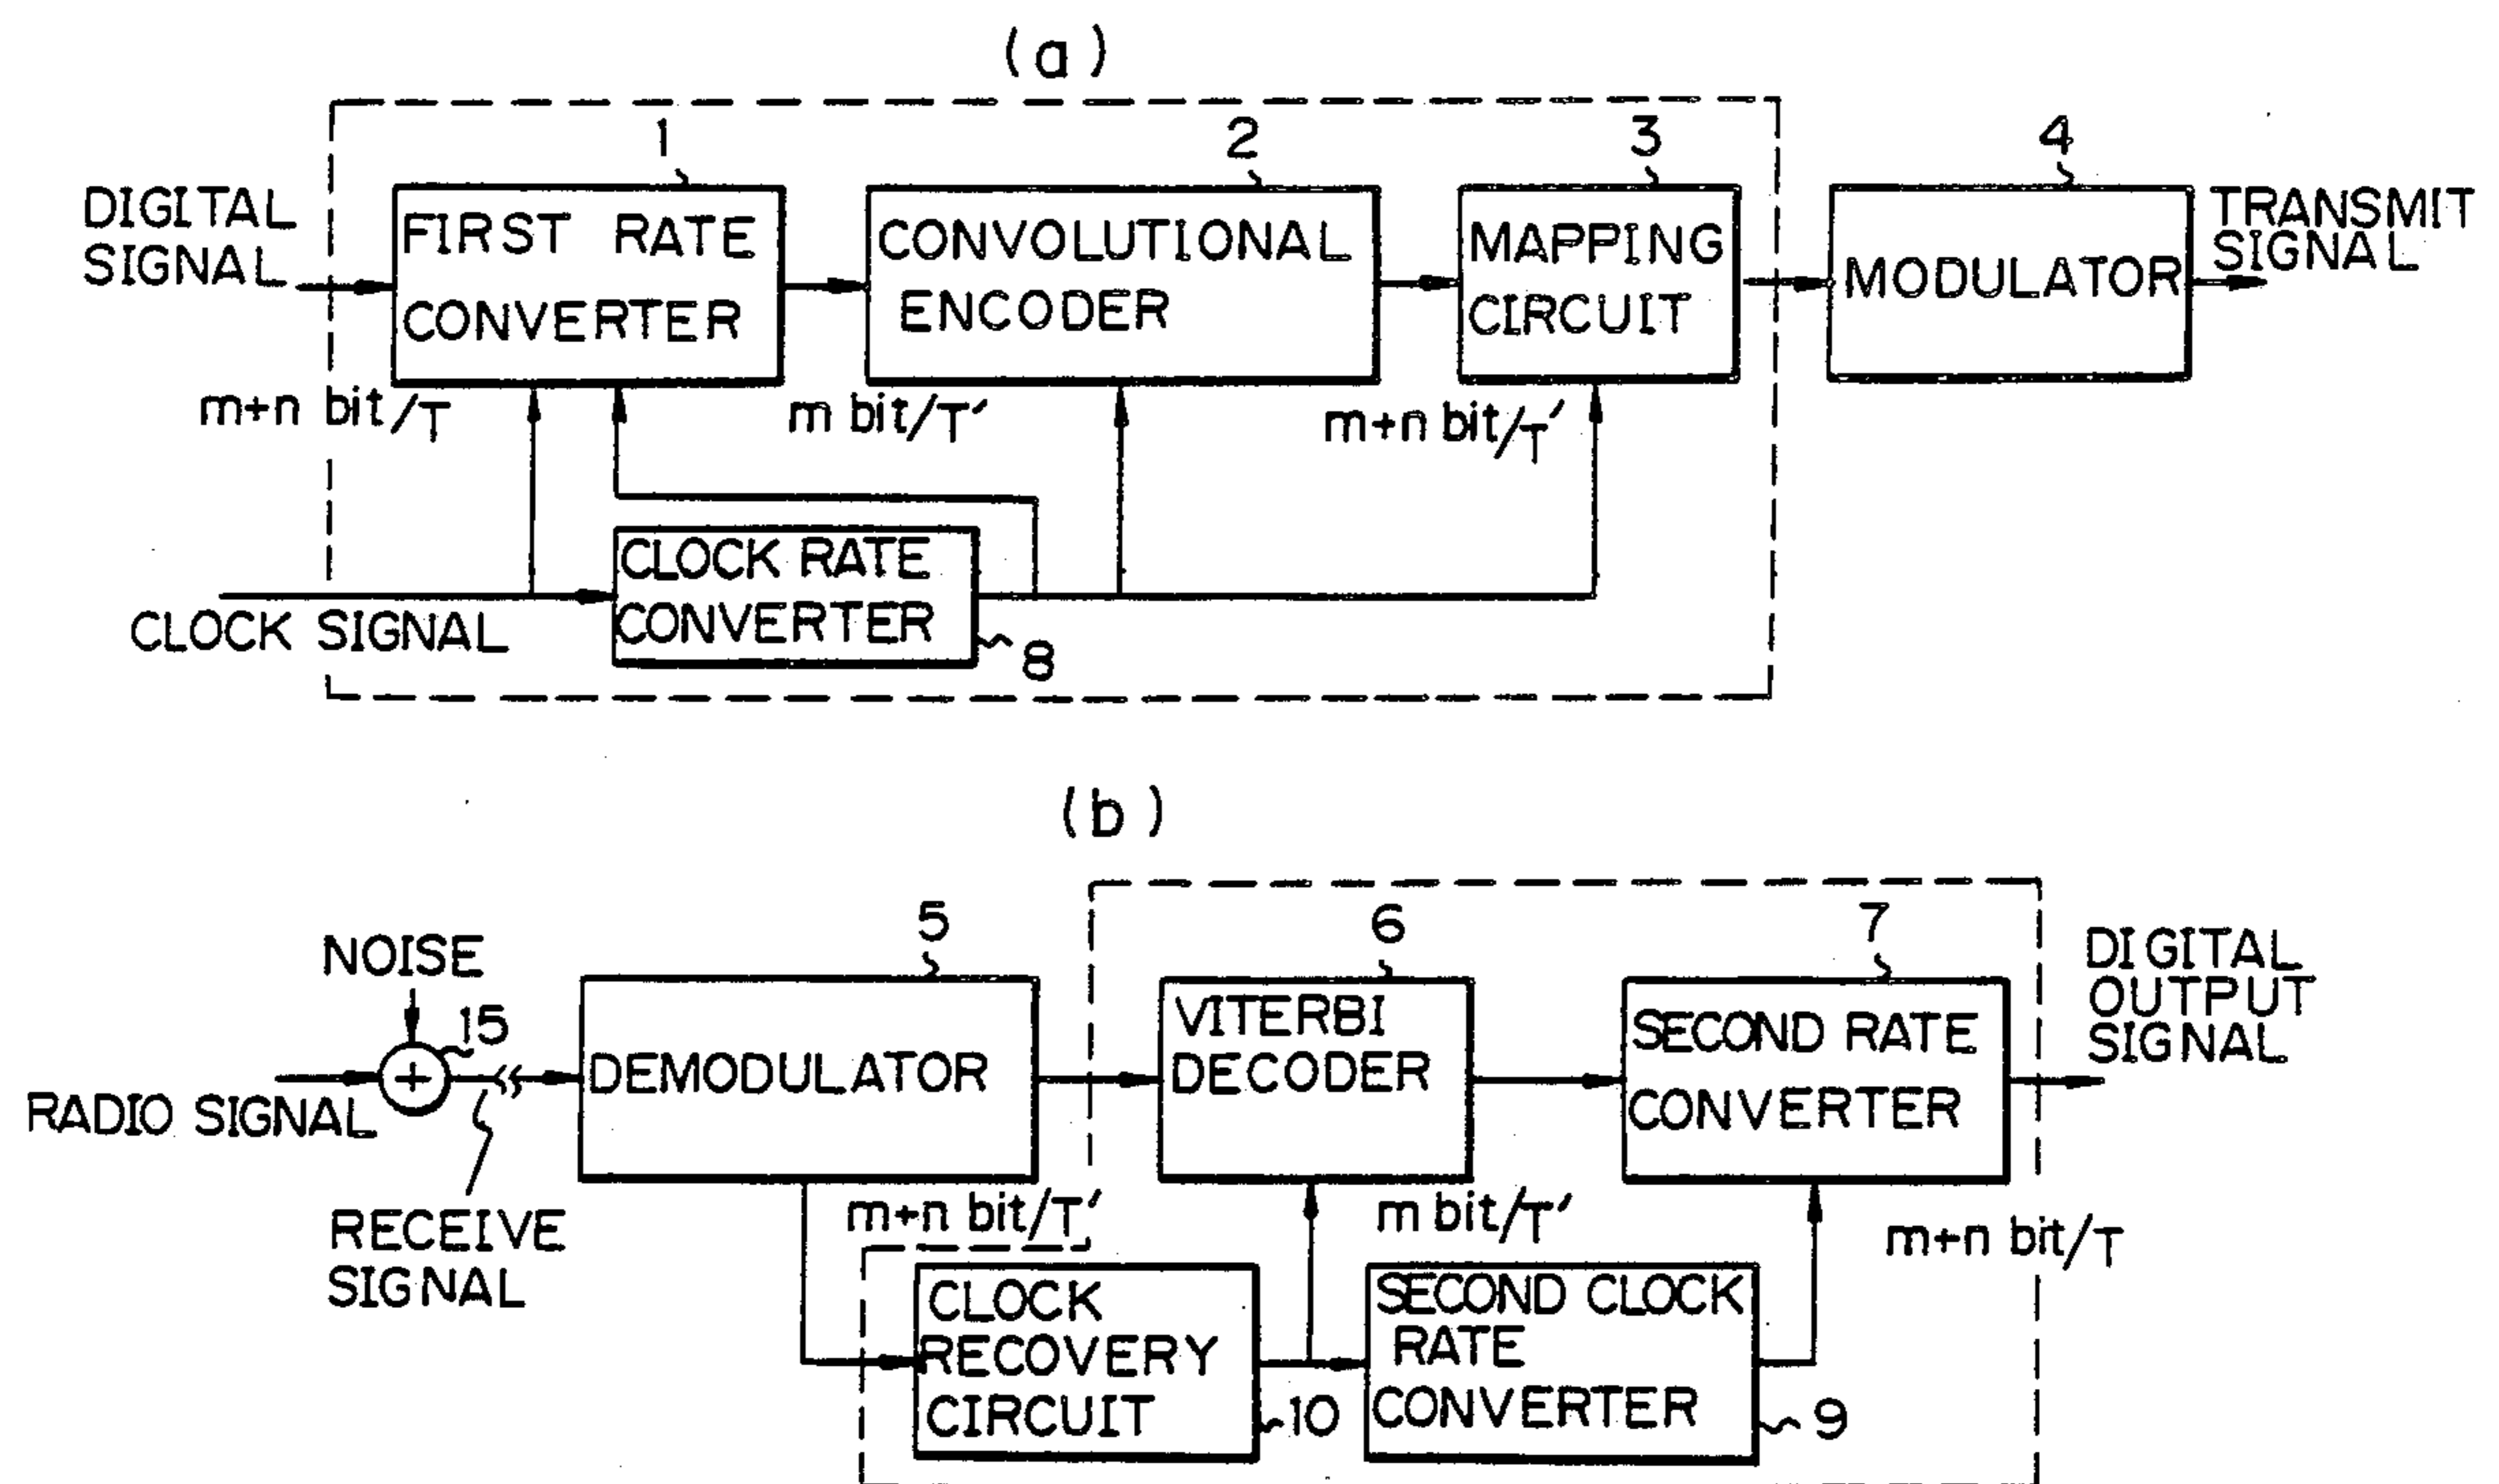 (a)
1
2
3
4
DIGITAL
SIGNAL
FIRST RATE
CONVERTER
CONVOLUTIONAL
ENCODER
MAPPING
CIRCUIT
MODULATOR
TRANSMIT
SIGNAL
m+n bit/T
m bit/T'
m+n bit/T'
CLOCK SIGNAL
CLOCK RATE
CONVERTER
8
(b)
5
6
7
NOISE
15
RADIO SIGNAL
RECEIVE
SIGNAL
DEMODULATOR
VITERBI
DECODER
SECOND RATE
CONVERTER
DIGITAL
OUTPUT
SIGNAL
m+n bit/T'
m bit/T'
m+n bit/T
CLOCK
RECOVERY
CIRCUIT
10
SECOND CLOCK
RATE
CONVERTER
9